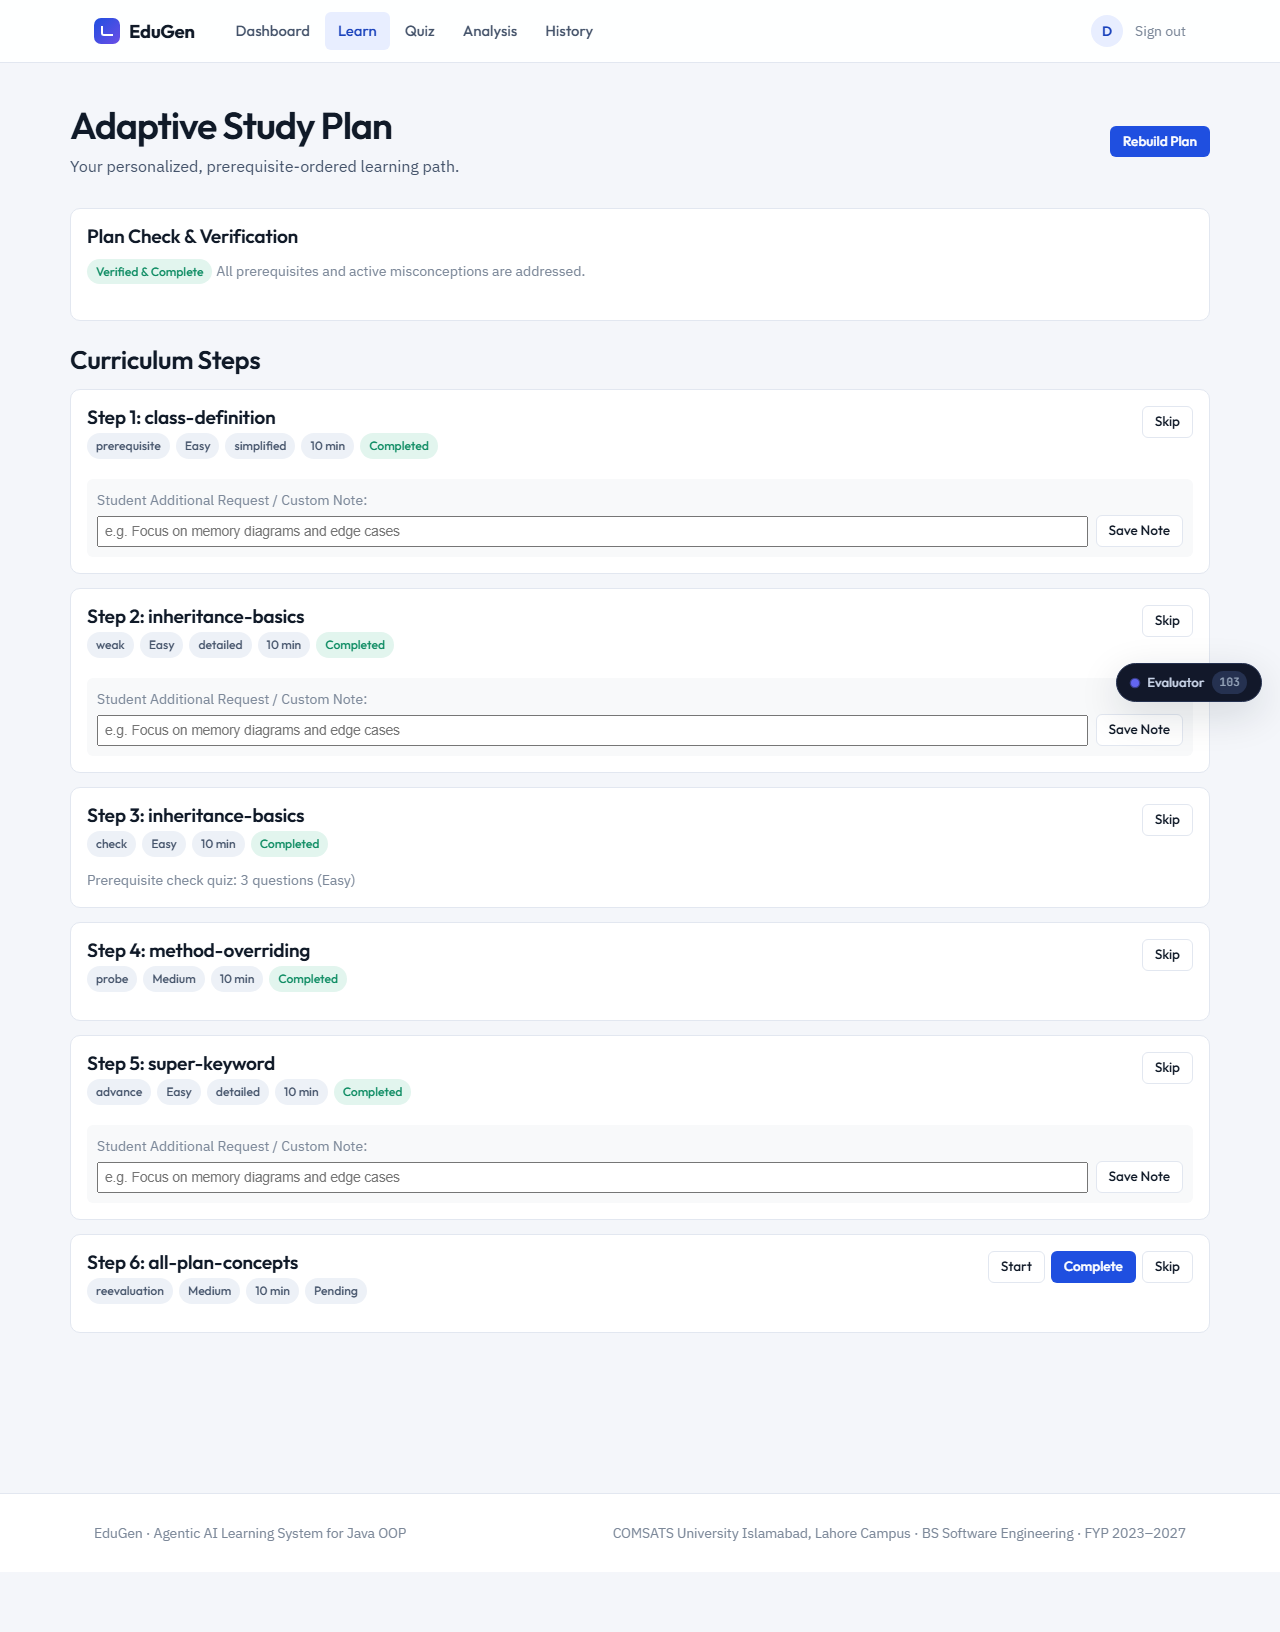 EduGen Dashboard Learn Quiz Analysis History D Sign out
Adaptive Study Plan
Your personalized, prerequisite-ordered learning path.
Rebuild Plan
Plan Check & Verification
Verified & Complete All prerequisites and active misconceptions are addressed.
Curriculum Steps
Step 1: class-definition
Skip
prerequisite Easy simplified 10 min Completed
Student Additional Request / Custom Note:
e.g. Focus on memory diagrams and edge cases Save Note
Step 2: inheritance-basics
Skip
weak Easy detailed 10 min Completed
Evaluator 103
Student Additional Request / Custom Note:
e.g. Focus on memory diagrams and edge cases Save Note
Step 3: inheritance-basics
Skip
check Easy 10 min Completed
Prerequisite check quiz: 3 questions (Easy)
Step 4: method-overriding
Skip
probe Medium 10 min Completed
Step 5: super-keyword
Skip
advance Easy detailed 10 min Completed
Student Additional Request / Custom Note:
e.g. Focus on memory diagrams and edge cases Save Note
Step 6: all-plan-concepts
Start Complete Skip
reevaluation Medium 10 min Pending
EduGen · Agentic AI Learning System for Java OOP COMSATS University Islamabad, Lahore Campus · BS Software Engineering · FYP 2023–2027